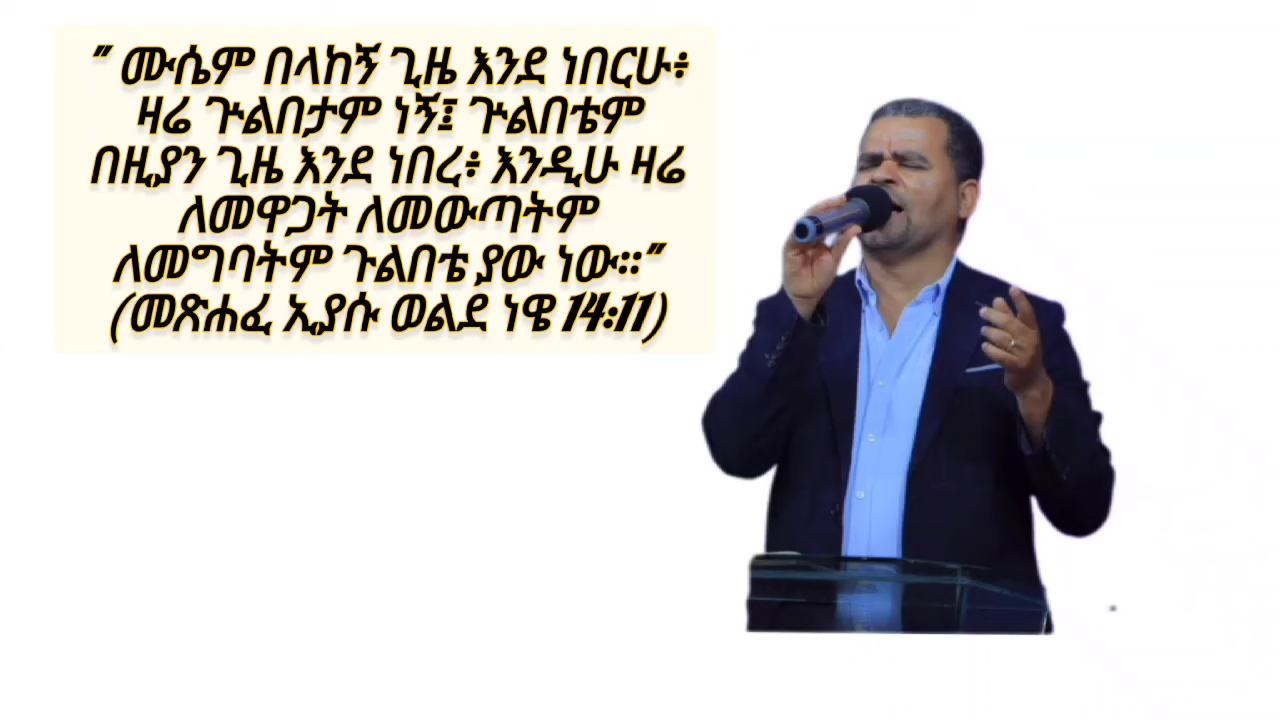 " ሙሴም በላከኝ ጊዜ እንደ ነበርሁ፥
ዛሬ ጕልበታም ነኝ፤ ጕልበቴም
በዚያን ጊዜ እንደ ነበረ፥ እንዲሁ ዛሬ
ለመዋጋት ለመውጣትም
ለመግባትም ጉልበቴ ያው ነው።"
(መጽሐፈ ኢያሱ ወልደ ነዌ 14:11)